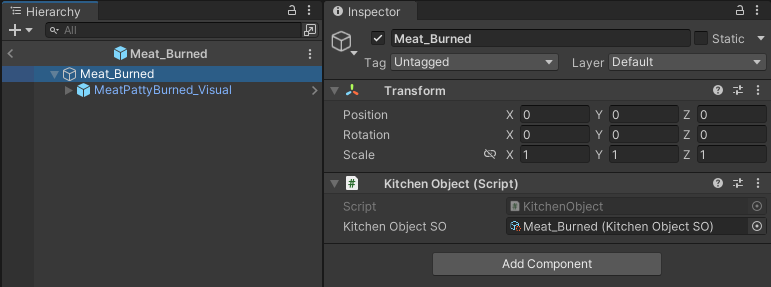 Hierarchy
All
Meat_Burned
Meat_Burned
MeatPattyBurned_Visual
Inspector
Meat_Burned Static
Tag Untagged Layer Default
Transform
Position X 0 Y 0 Z 0
Rotation X 0 Y 0 Z 0
Scale X 1 Y 1 Z 1
# Kitchen Object (Script)
Script # KitchenObject
Kitchen Object SO Meat_Burned (Kitchen Object SO)
Add Component